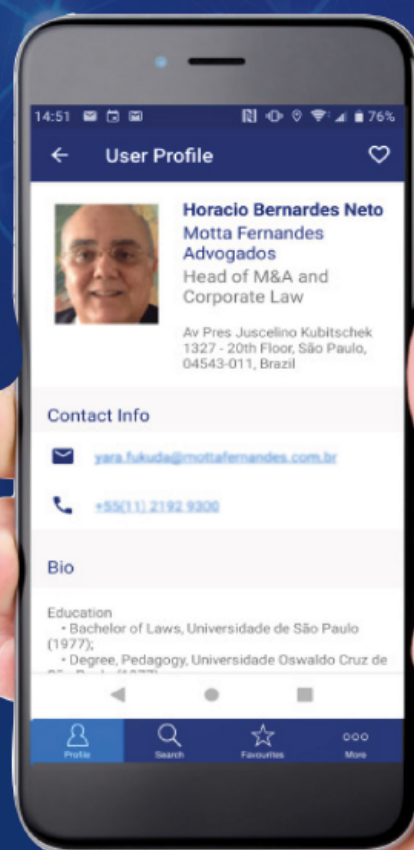 14:51
76%
User Profile
Horacio Bernardes Neto
Motta Fernandes
Advogados
Head of M&A and
Corporate Law
Av Pres Juscelino Kubitschek
1327 - 20th Floor, São Paulo,
04543-011, Brazil
Contact Info
yara.fukuda@mottafernandes.com.br
+55(11) 2192 9300
Bio
Education
• Bachelor of Laws, Universidade de São Paulo
(1977);
• Degree, Pedagogy, Universidade Oswaldo Cruz de
Profile
Search
Favourites
More